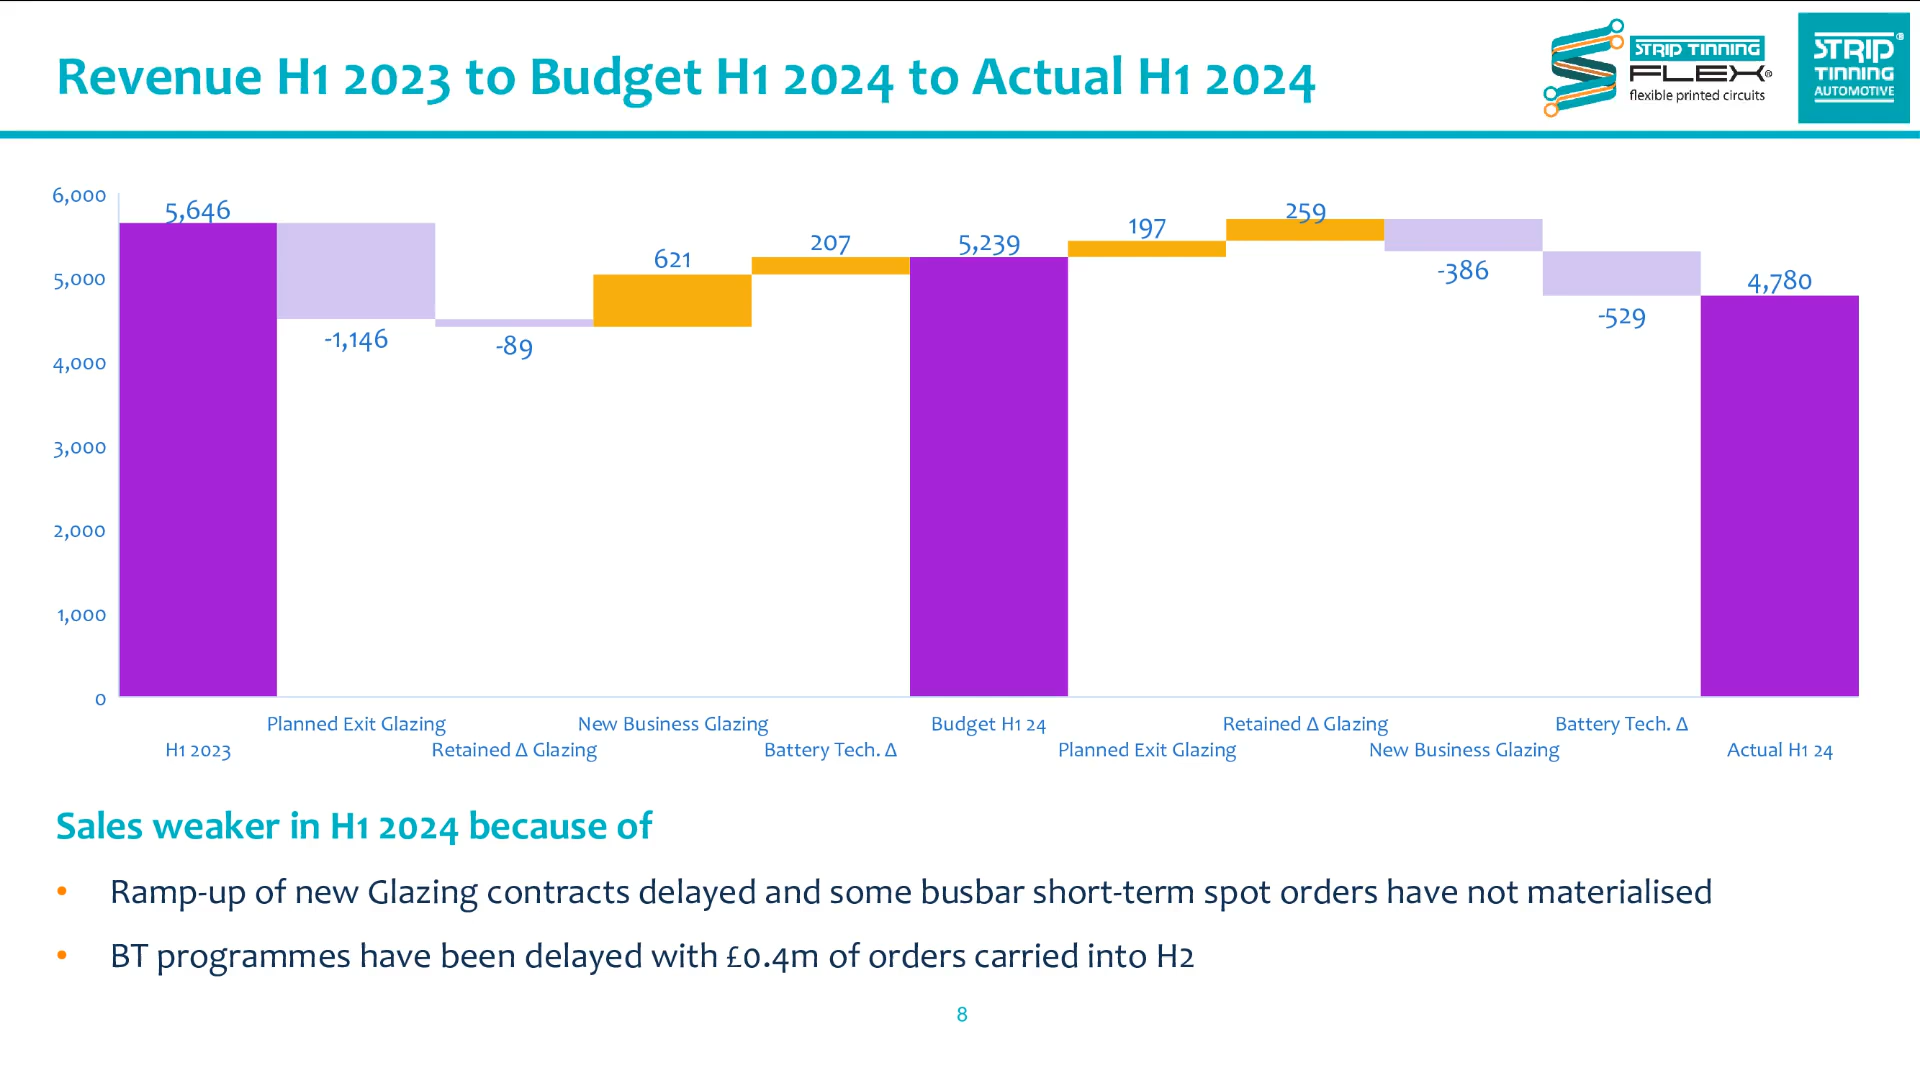 Revenue H1 2023 to Budget H1 2024 to Actual H1 2024
STRIP TINNING
FLEX®
flexible printed circuits
STRIP®
TINNING
AUTOMOTIVE
6,000
5,000
4,000
3,000
2,000
1,000
0
5,646
-1,146
-89
621
207
5,239
197
259
-386
-529
4,780
H1 2023
Planned Exit Glazing
Retained Δ Glazing
New Business Glazing
Battery Tech. Δ
Budget H1 24
Planned Exit Glazing
Retained Δ Glazing
New Business Glazing
Battery Tech. Δ
Actual H1 24
Sales weaker in H1 2024 because of
• Ramp-up of new Glazing contracts delayed and some busbar short-term spot orders have not materialised
• BT programmes have been delayed with £0.4m of orders carried into H2
8